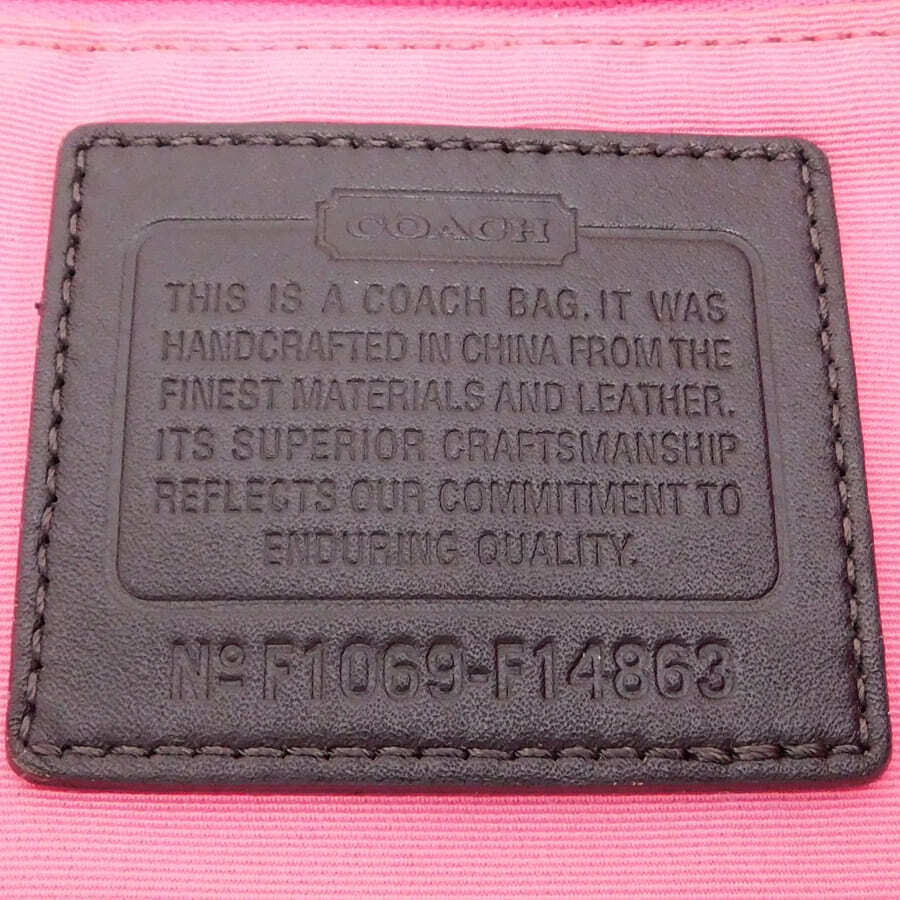 COACH
THIS IS A COACH BAG. IT WAS
HANDCRAFTED IN CHINA FROM THE
FINEST MATERIALS AND LEATHER.
ITS SUPERIOR CRAFTSMANSHIP
REFLECTS OUR COMMITMENT TO
ENDURING QUALITY.
Nº F1069-F14863